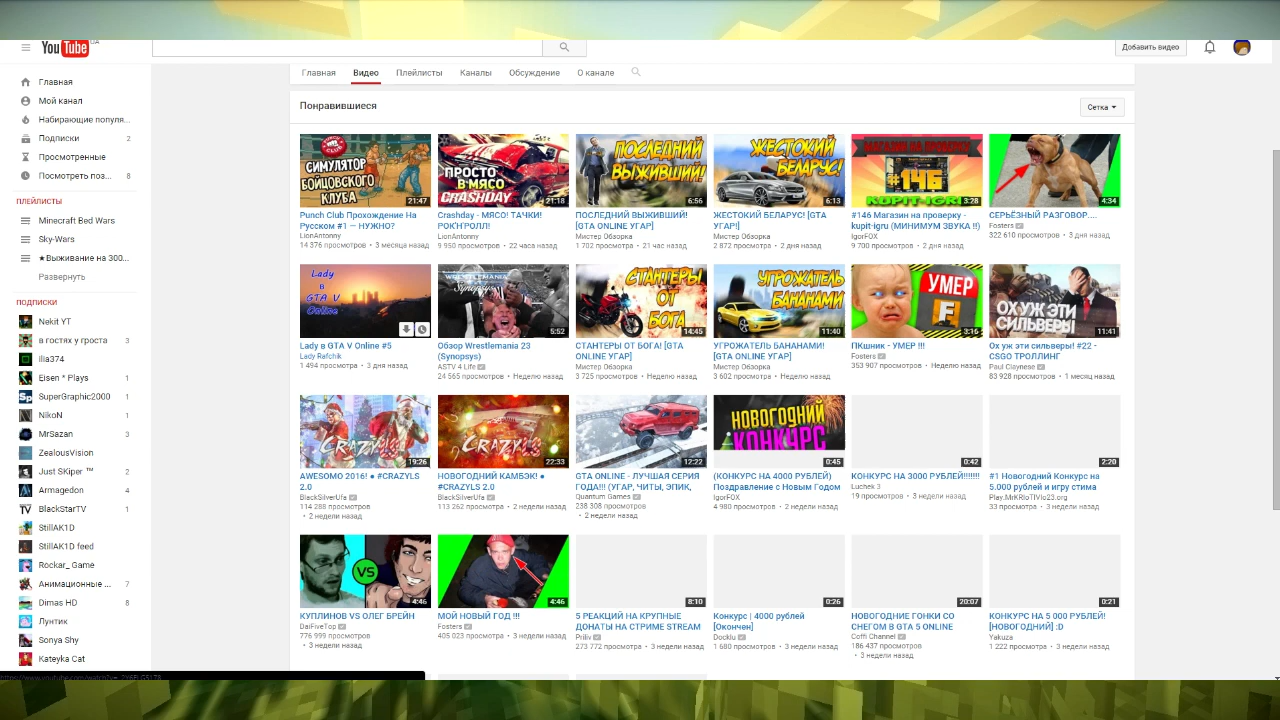 YouTube UA
Добавить видео
Главная
Мой канал
Набирающие популя...
Подписки 2
Просмотренные
Посмотреть поз... 8
ПЛЕЙЛИСТЫ
Minecraft Bed Wars
Sky-Wars
★Выживание на 300...
Развернуть
ПОДПИСКИ
Nekit YT
в гостях у гроста 3
ilia374
Eisen * Plays 1
SuperGraphic2000 1
NikoN 1
MrSazan 3
ZealousVision
Just SKiper ™ 2
Armagedon 4
BlackStarTV 1
StillAK1D
StillAK1D feed
Rockar_ Game
Анимационные ... 7
Dimas HD 8
Лунтик
Sonya Shy
Kateyka Cat
Главная Видео Плейлисты Каналы Обсуждение О канале
Понравившиеся
Сетка
СИМУЛЯТОР
БОЙЦОВСКОГО
КЛУБА
21:47
Punch Club Прохождение На
Русском #1 — НУЖНО?
LionAntonny
14 376 просмотров • 3 месяца назад
ПРОСТО
В МЯСО
CRASHDAY
21:18
Crashday - МЯСО! ТАЧКИ!
РОК'Н'РОЛЛ!
LionAntonny
9 950 просмотров • 22 часа назад
ПОСЛЕДНИЙ
ВЫЖИВШИЙ!
6:56
ПОСЛЕДНИЙ ВЫЖИВШИЙ!
[GTA ONLINE УГАР]
Мистер Обзорка
1 702 просмотра • 21 час назад
ЖЕСТОКИЙ
БЕЛАРУС!
6:13
ЖЕСТОКИЙ БЕЛАРУС! [GTA
УГАР!]
Мистер Обзорка
2 872 просмотра • 2 дня назад
МАГАЗИН НА ПРОВЕРКУ
#146
KUPIT-IGRU
3:28
#146 Магазин на проверку -
kupit-igru (МИНИМУМ ЗВУКА !!)
IgorFOX
9 700 просмотров • 2 дня назад
4:34
СЕРЬЁЗНЫЙ РАЗГОВОР....
Fosters
322 610 просмотров • 3 дня назад
Lady
в
GTA V
Online
Lady в GTA V Online #5
Lady Rafchik
1 494 просмотра • 3 дня назад
WRESTLEMANIA
Synopsys
5:52
Обзор Wrestlemania 23
(Synopsys)
ASTV 4 Life
24 565 просмотров • Неделю назад
СТАНТЕРЫ
ОТ
БОГА
14:45
СТАНТЕРЫ ОТ БОГА! [GTA
ONLINE УГАР]
Мистер Обзорка
3 725 просмотров • Неделю назад
УГРОЖАТЕЛЬ
БАНАНАМИ
11:40
УГРОЖАТЕЛЬ БАНАНАМИ!
[GTA ONLINE УГАР]
Мистер Обзорка
3 602 просмотра • Неделю назад
УМЕР
F
3:16
ПКшник - УМЕР !!!
Fosters
353 907 просмотров • Неделю назад
ОХ УЖ ЭТИ
СИЛЬВЕРЫ
11:41
Ох уж эти сильверы! #22 -
CSGO ТРОЛЛИНГ
Paul Claynese
83 928 просмотров • 1 месяц назад
CRAZY
19:26
AWESOMO 2016! ● #CRAZYLS
2.0
BlackSilverUfa
114 288 просмотров
• 2 недели назад
CRAZY
22:33
НОВОГОДНИЙ КАМБЭК! ●
#CRAZYLS 2.0
BlackSilverUfa
113 262 просмотра • 2 недели назад
12:22
GTA ONLINE - ЛУЧШАЯ СЕРИЯ
ГОДА!!! (УГАР, ЧИТЫ, ЭПИК,
Quantum Games
238 308 просмотров
• 2 недели назад
НОВОГОДНИЙ
КОНКУРС
0:45
(КОНКУРС НА 4000 РУБЛЕЙ)
Поздравление с Новым Годом
IgorFOX
4 980 просмотров • 2 недели назад
0:42
КОНКУРС НА 3000 РУБЛЕЙ!!!!!!!!
Luchek 3
19 просмотров • 3 недели назад
2:20
#1 Новогодний Конкурс на
5.000 рублей и игру стима
Play.MrKRIoTIVIo23.org
33 просмотра • 3 недели назад
VS
4:46
КУПЛИНОВ VS ОЛЕГ БРЕЙН
DaiFiveTop
776 999 просмотров
• 3 недели назад
4:46
МОЙ НОВЫЙ ГОД !!!
Fosters
405 023 просмотра • 3 недели назад
8:10
5 РЕАКЦИЙ НА КРУПНЫЕ
ДОНАТЫ НА СТРИМЕ STREAM
Priliv
273 772 просмотра • 3 недели назад
0:26
Конкурс | 4000 рублей
[Окончен]
Docklu
1 680 просмотров • 3 недели назад
20:07
НОВОГОДНИЕ ГОНКИ СО
СНЕГОМ В GTA 5 ONLINE
Coffi Channel
186 437 просмотров
• 3 недели назад
0:21
КОНКУРС НА 5 000 РУБЛЕЙ!
[НОВОГОДНИЙ] :D
Yakuza
1 222 просмотра • 3 недели назад